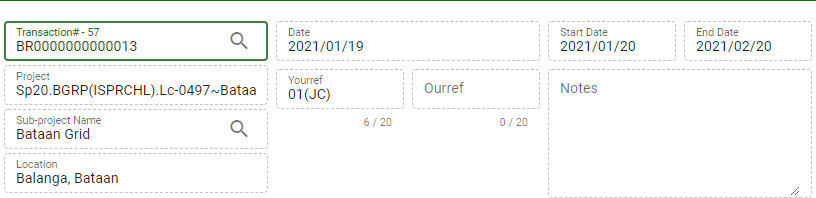 Transaction# - 57
BR0000000000013
Date
2021/01/19
Start Date
2021/01/20
End Date
2021/02/20
Project
Sp20.BGRP(ISPRCHL).Lc-0497~Bataa
Yourref
01(JC)
6 / 20
Ourref
0 / 20
Notes
Sub-project Name
Bataan Grid
Location
Balanga, Bataan